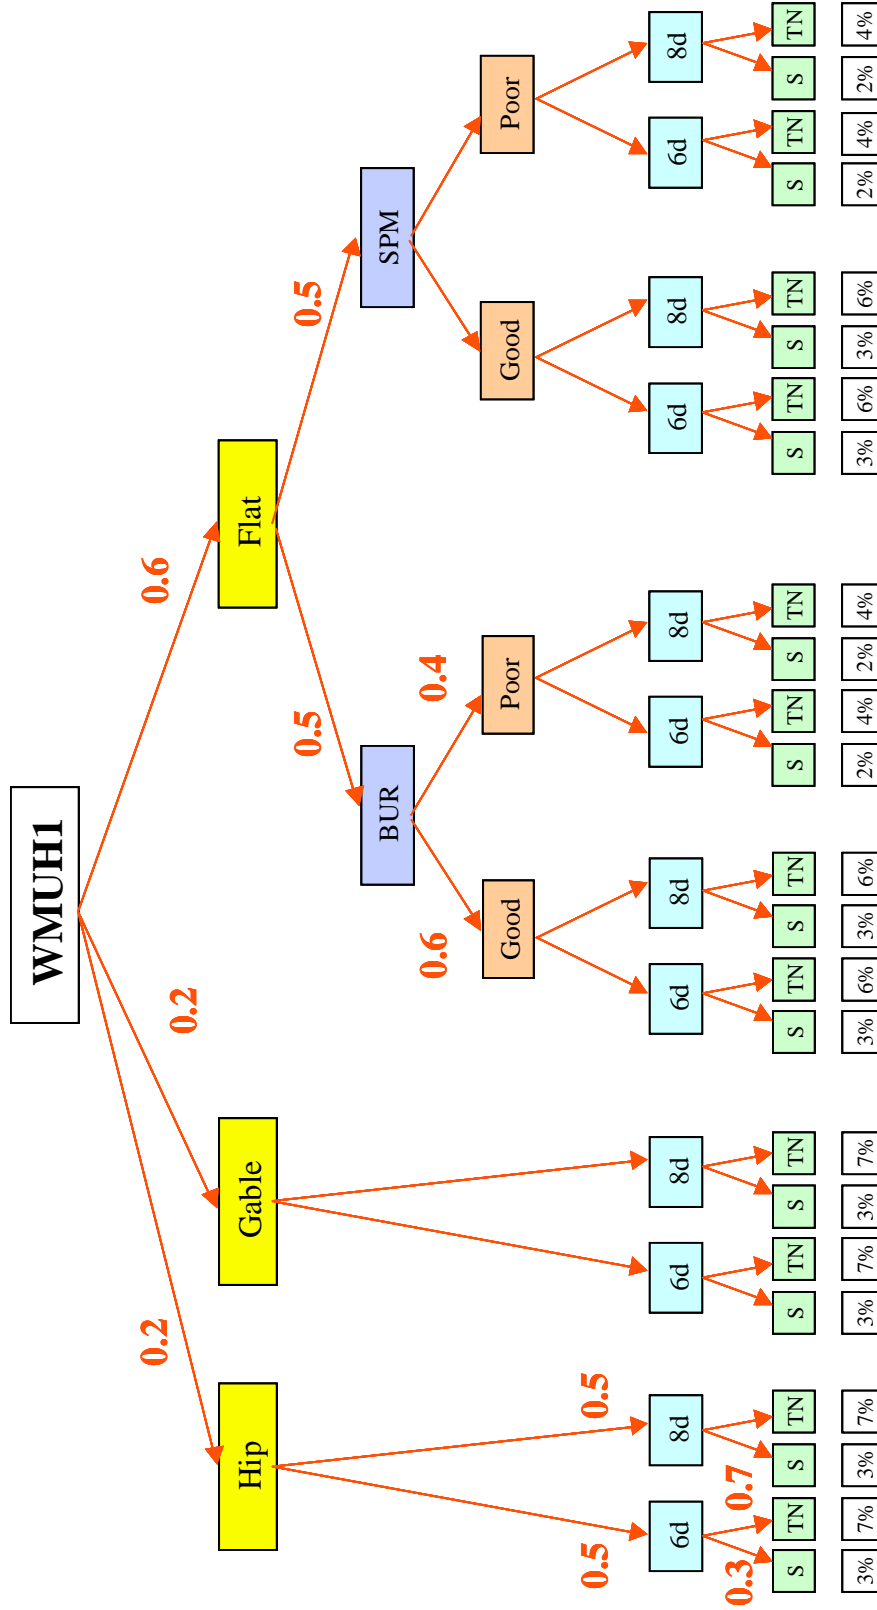 WMUH1
0.2
0.2
0.6
Hip
Gable
Flat
0.5
0.5
BUR
SPM
0.6
0.4
Good
Poor
Good
Poor
0.5
0.5
6d
8d
6d
8d
6d
8d
6d
8d
6d
8d
6d
8d
0.3
0.7
S
TN
S
TN
S
TN
S
TN
S
TN
S
TN
S
TN
S
TN
S
TN
S
TN
S
TN
S
TN
3%
7%
3%
7%
3%
7%
3%
7%
3%
6%
3%
6%
2%
4%
2%
4%
3%
6%
3%
6%
2%
4%
2%
4%